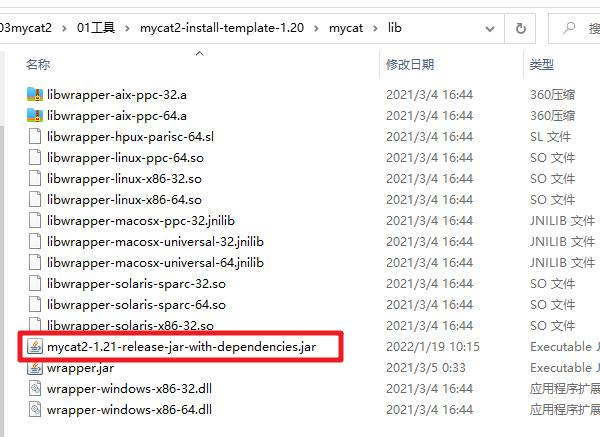 03mycat2 › 01工具 › mycat2-install-template-1.20 › mycat › lib
名称 修改日期 类型
libwrapper-aix-ppc-32.a 2021/3/4 16:44 360压缩
libwrapper-aix-ppc-64.a 2021/3/4 16:44 360压缩
libwrapper-hpux-parisc-64.sl 2021/3/4 16:44 SL 文件
libwrapper-linux-ppc-64.so 2021/3/4 16:44 SO 文件
libwrapper-linux-x86-32.so 2021/3/4 16:44 SO 文件
libwrapper-linux-x86-64.so 2021/3/4 16:44 SO 文件
libwrapper-macosx-ppc-32.jnilib 2021/3/4 16:44 JNILIB 文件
libwrapper-macosx-universal-32.jnilib 2021/3/4 16:44 JNILIB 文件
libwrapper-macosx-universal-64.jnilib 2021/3/4 16:44 JNILIB 文件
libwrapper-solaris-sparc-32.so 2021/3/4 16:44 SO 文件
libwrapper-solaris-sparc-64.so 2021/3/4 16:44 SO 文件
libwrapper-solaris-x86-32.so 2021/3/4 16:44 SO 文件
mycat2-1.21-release-jar-with-dependencies.jar 2022/1/19 10:15 Executable J
wrapper.jar 2021/3/5 0:33 Executable J
wrapper-windows-x86-32.dll 2021/3/4 16:44 应用程序扩展
wrapper-windows-x86-64.dll 2021/3/4 16:44 应用程序扩展